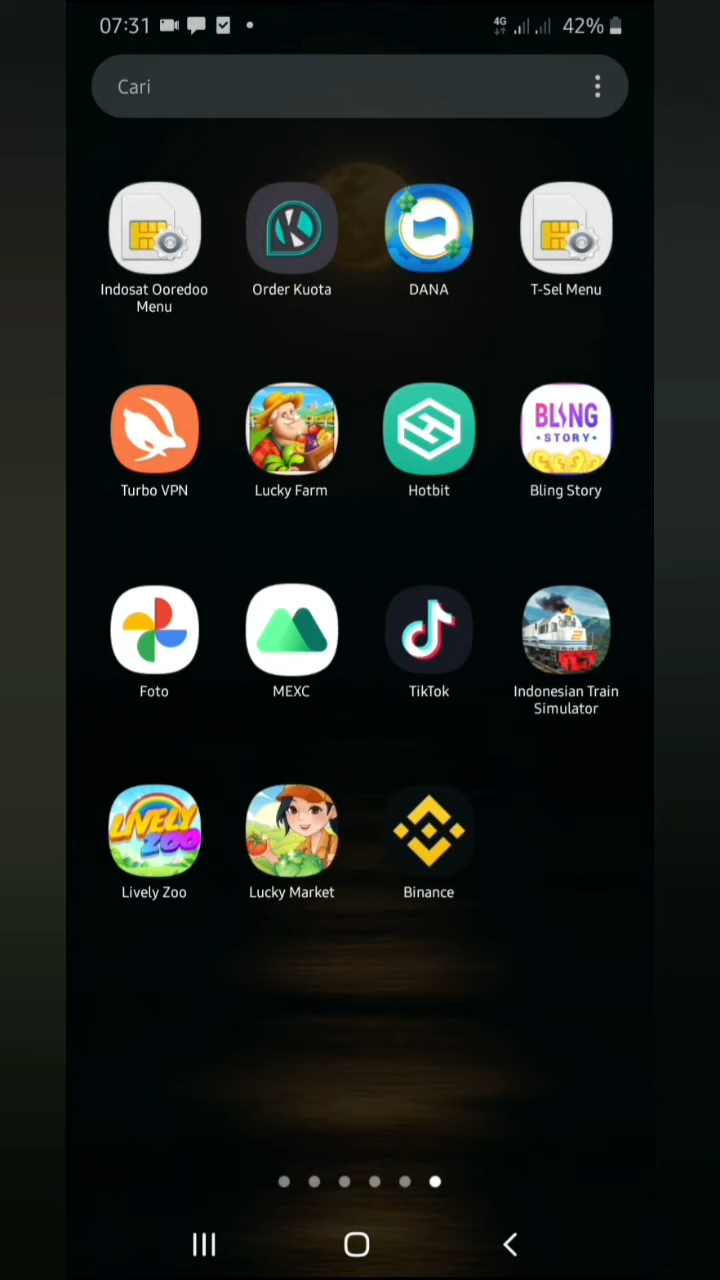 07:31 4G 42%
Cari
Indosat Ooredoo
Menu
Order Kuota
DANA
T-Sel Menu
BLING
•STORY•
Turbo VPN
Lucky Farm
Hotbit
Bling Story
Foto
MEXC
TikTok
Indonesian Train
Simulator
LIVELY
ZOO
Lively Zoo
Lucky Market
Binance